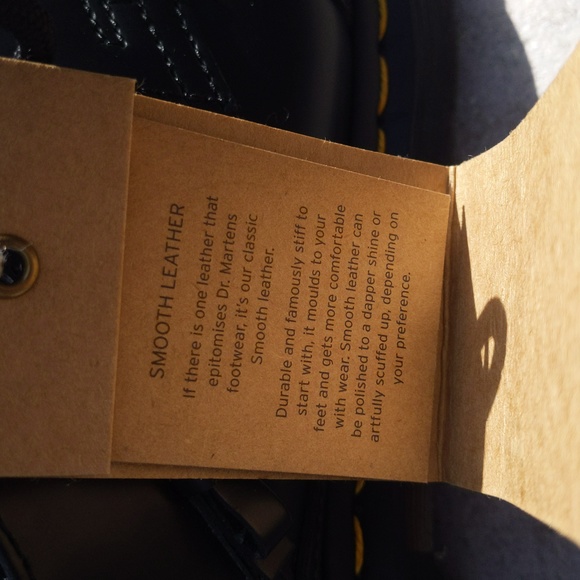 SMOOTH LEATHER
If there is one leather that
epitomises Dr. Martens
footwear, it's our classic
Smooth leather.
Durable and famously stiff to
start with, it moulds to your
feet and gets more comfortable
with wear. Smooth leather can
be polished to a dapper shine or
artfully scuffed up, depending on
your preference.